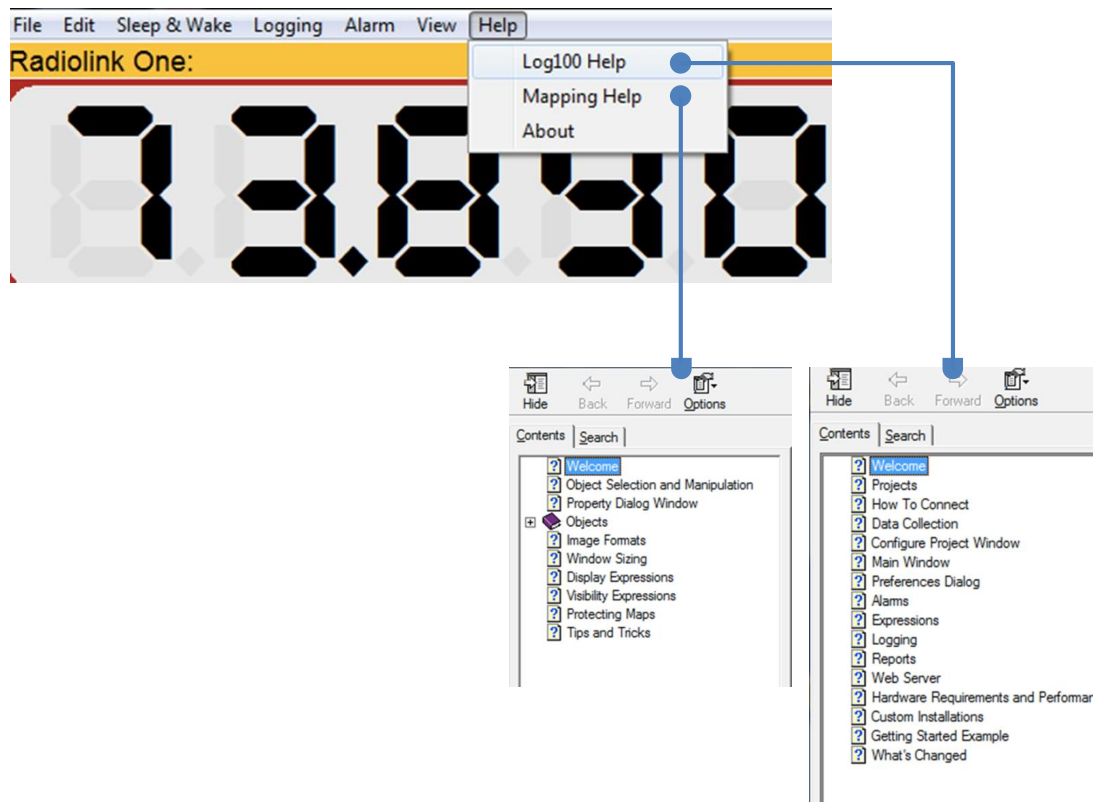 File Edit Sleep & Wake Logging Alarm View Help
Radiolink One:
Log100 Help
Mapping Help
About
73.890
Hide Back Forward Options
Contents Search
Welcome
Object Selection and Manipulation
Property Dialog Window
Objects
Image Formats
Window Sizing
Display Expressions
Visibility Expressions
Protecting Maps
Tips and Tricks
Hide Back Forward Options
Contents Search
Welcome
Projects
How To Connect
Data Collection
Configure Project Window
Main Window
Preferences Dialog
Alarms
Expressions
Logging
Reports
Web Server
Hardware Requirements and Performan
Custom Installations
Getting Started Example
What's Changed